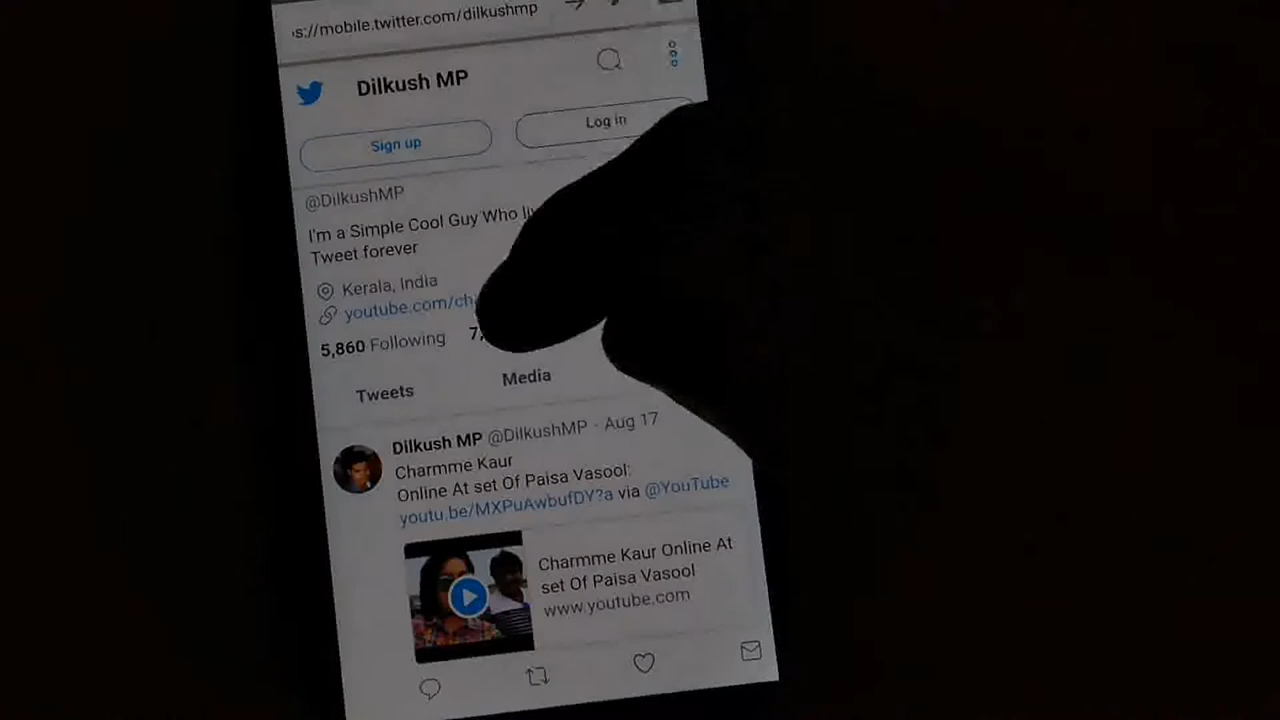 s://mobile.twitter.com/dilkushmp
Dilkush MP
Sign up
Log in
@DilkushMP
I'm a Simple Cool Guy Who
Tweet forever
Kerala, India
youtube.com/ch
5,860 Following 7,
Tweets
Media
Dilkush MP @DilkushMP · Aug 17
Charmme Kaur
Online At set Of Paisa Vasool:
youtu.be/MXPuAwbufDY?a via @YouTube
Charmme Kaur Online At
set Of Paisa Vasool
www.youtube.com